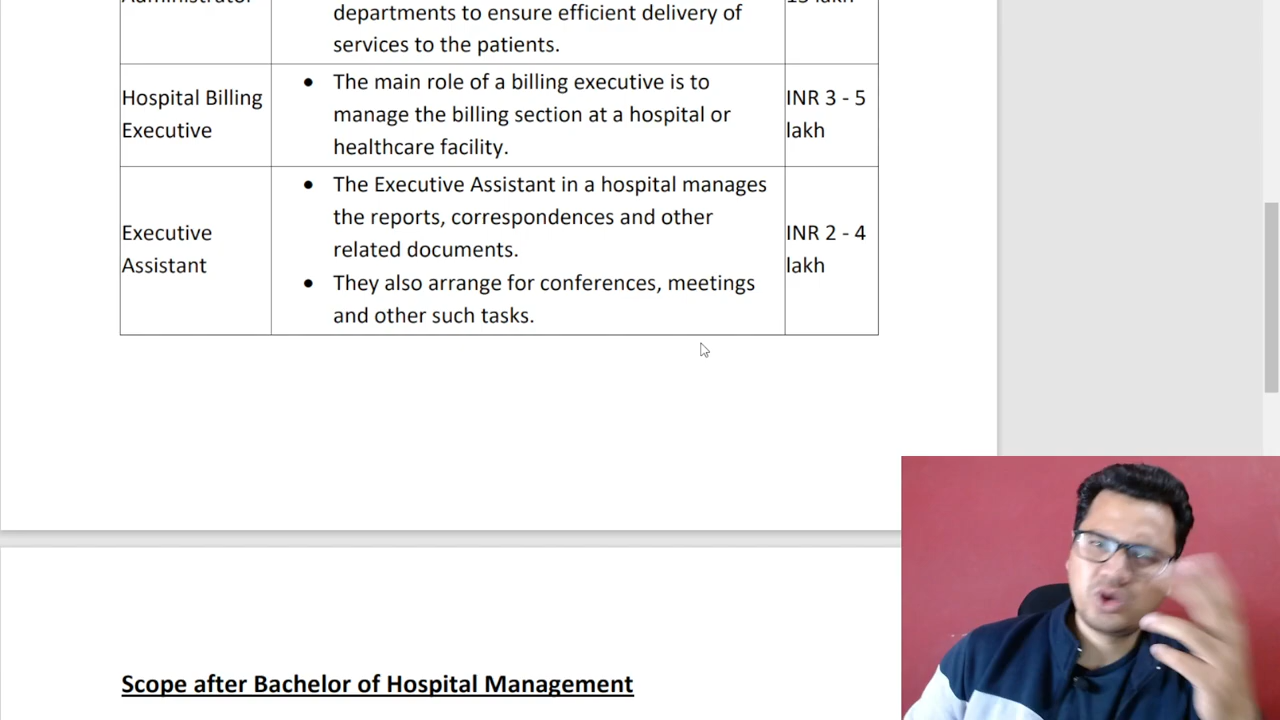 departments to ensure efficient delivery of
services to the patients.
Hospital Billing
Executive
• The main role of a billing executive is to
manage the billing section at a hospital or
healthcare facility.
INR 3 - 5
lakh
Executive
Assistant
• The Executive Assistant in a hospital manages
the reports, correspondences and other
related documents.
• They also arrange for conferences, meetings
and other such tasks.
INR 2 - 4
lakh
Scope after Bachelor of Hospital Management